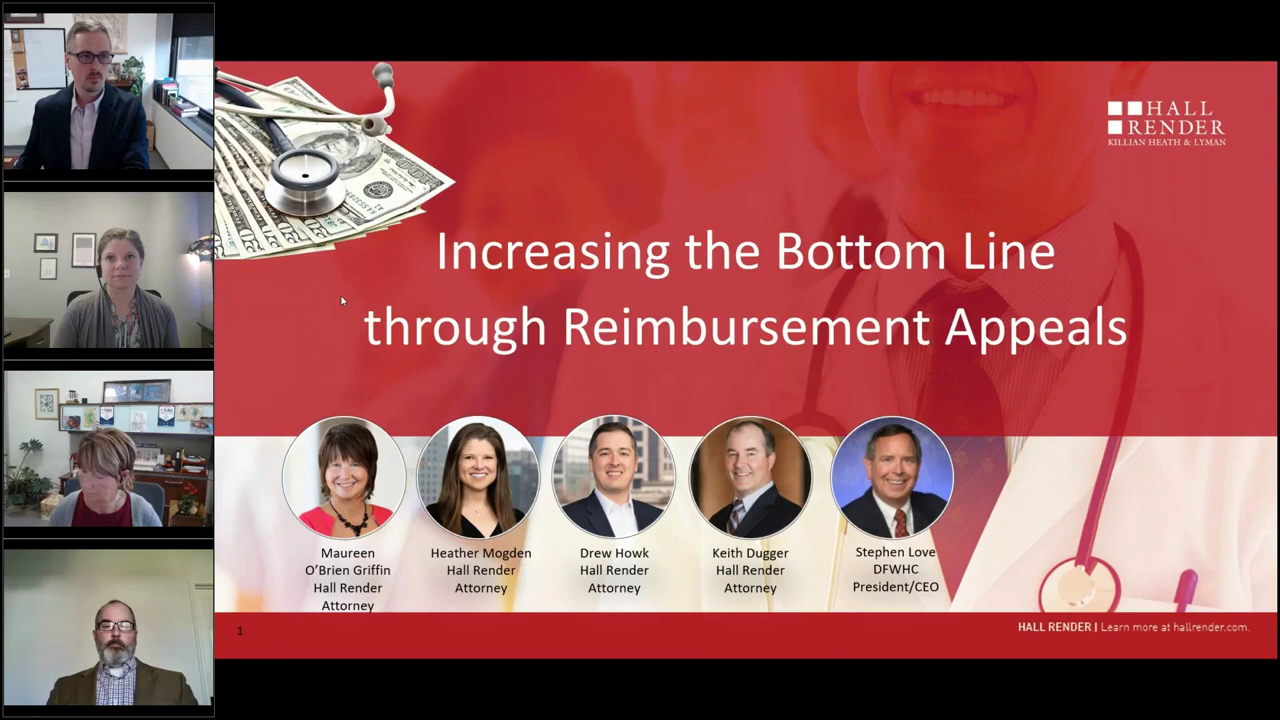 HALL
RENDER
KILLIAN HEATH & LYMAN
Increasing the Bottom Line
through Reimbursement Appeals
Maureen
O'Brien Griffin
Hall Render
Attorney
Heather Mogden
Hall Render
Attorney
Drew Howk
Hall Render
Attorney
Keith Dugger
Hall Render
Attorney
Stephen Love
DFWHC
President/CEO
1
HALL RENDER | Learn more at hallrender.com.